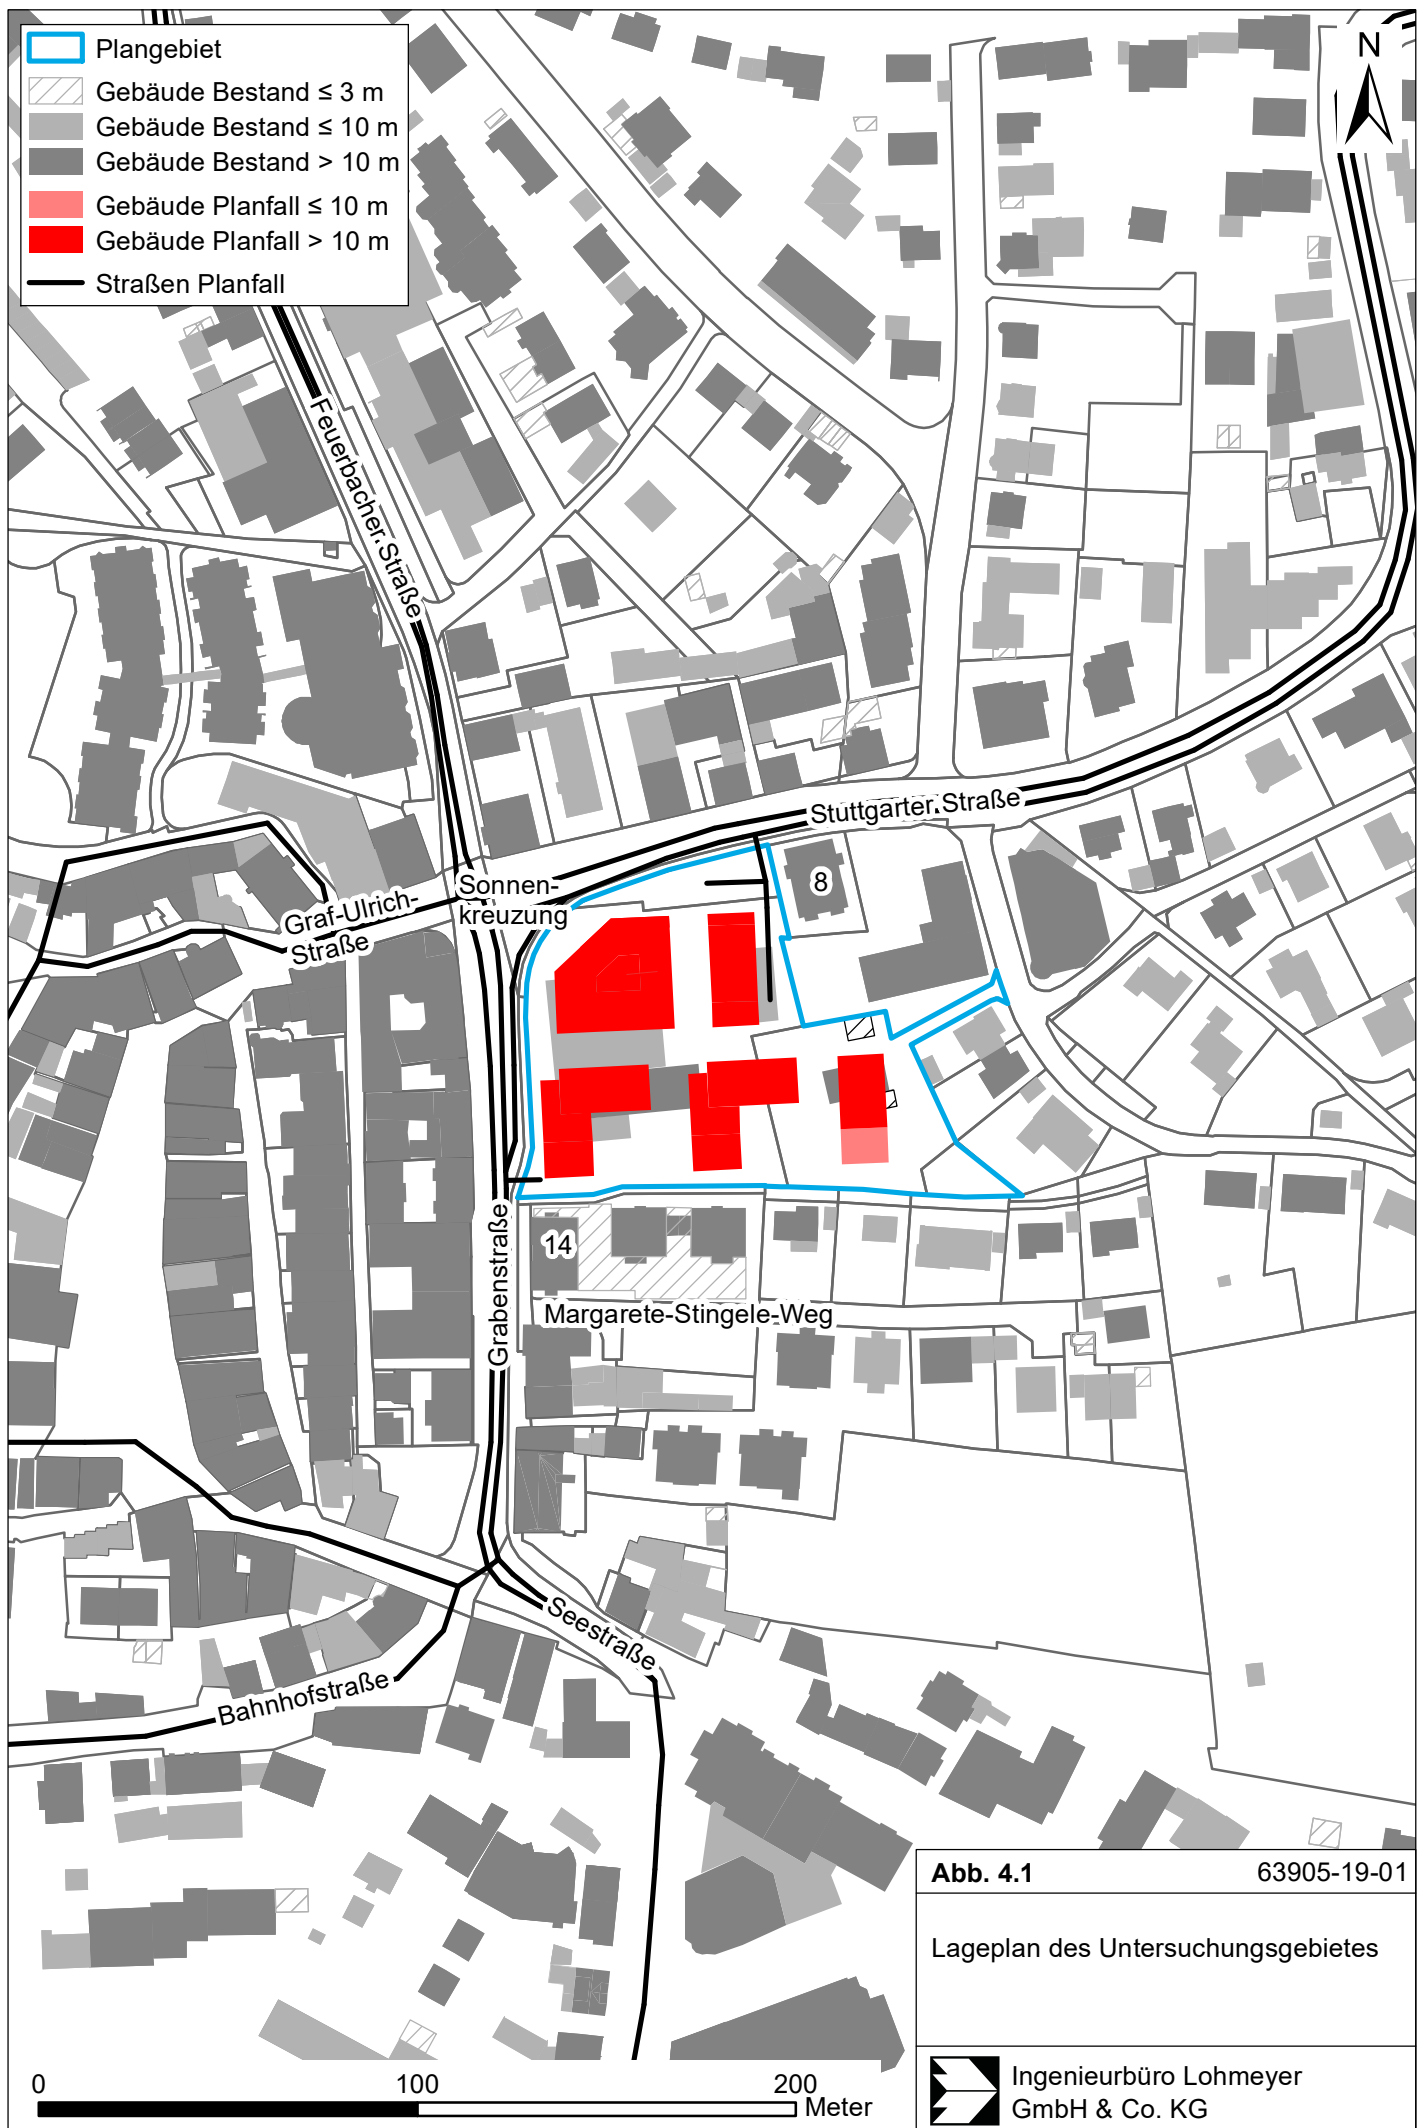 Plangebiet
Gebäude Bestand ≤ 3 m
Gebäude Bestand ≤ 10 m
Gebäude Bestand > 10 m
Gebäude Planfall ≤ 10 m
Gebäude Planfall > 10 m
Straßen Planfall
N
Feuerbacher Straße
Stuttgarter Straße
8
Sonnen-
kreuzung
Graf-Ulrich-
Straße
Grabenstraße
14
Margarete-Stingele-Weg
Seestraße
Bahnhofstraße
Abb. 4.1 63905-19-01
Lageplan des Untersuchungsgebietes
Ingenieurbüro Lohmeyer
GmbH & Co. KG
0 100 200
Meter